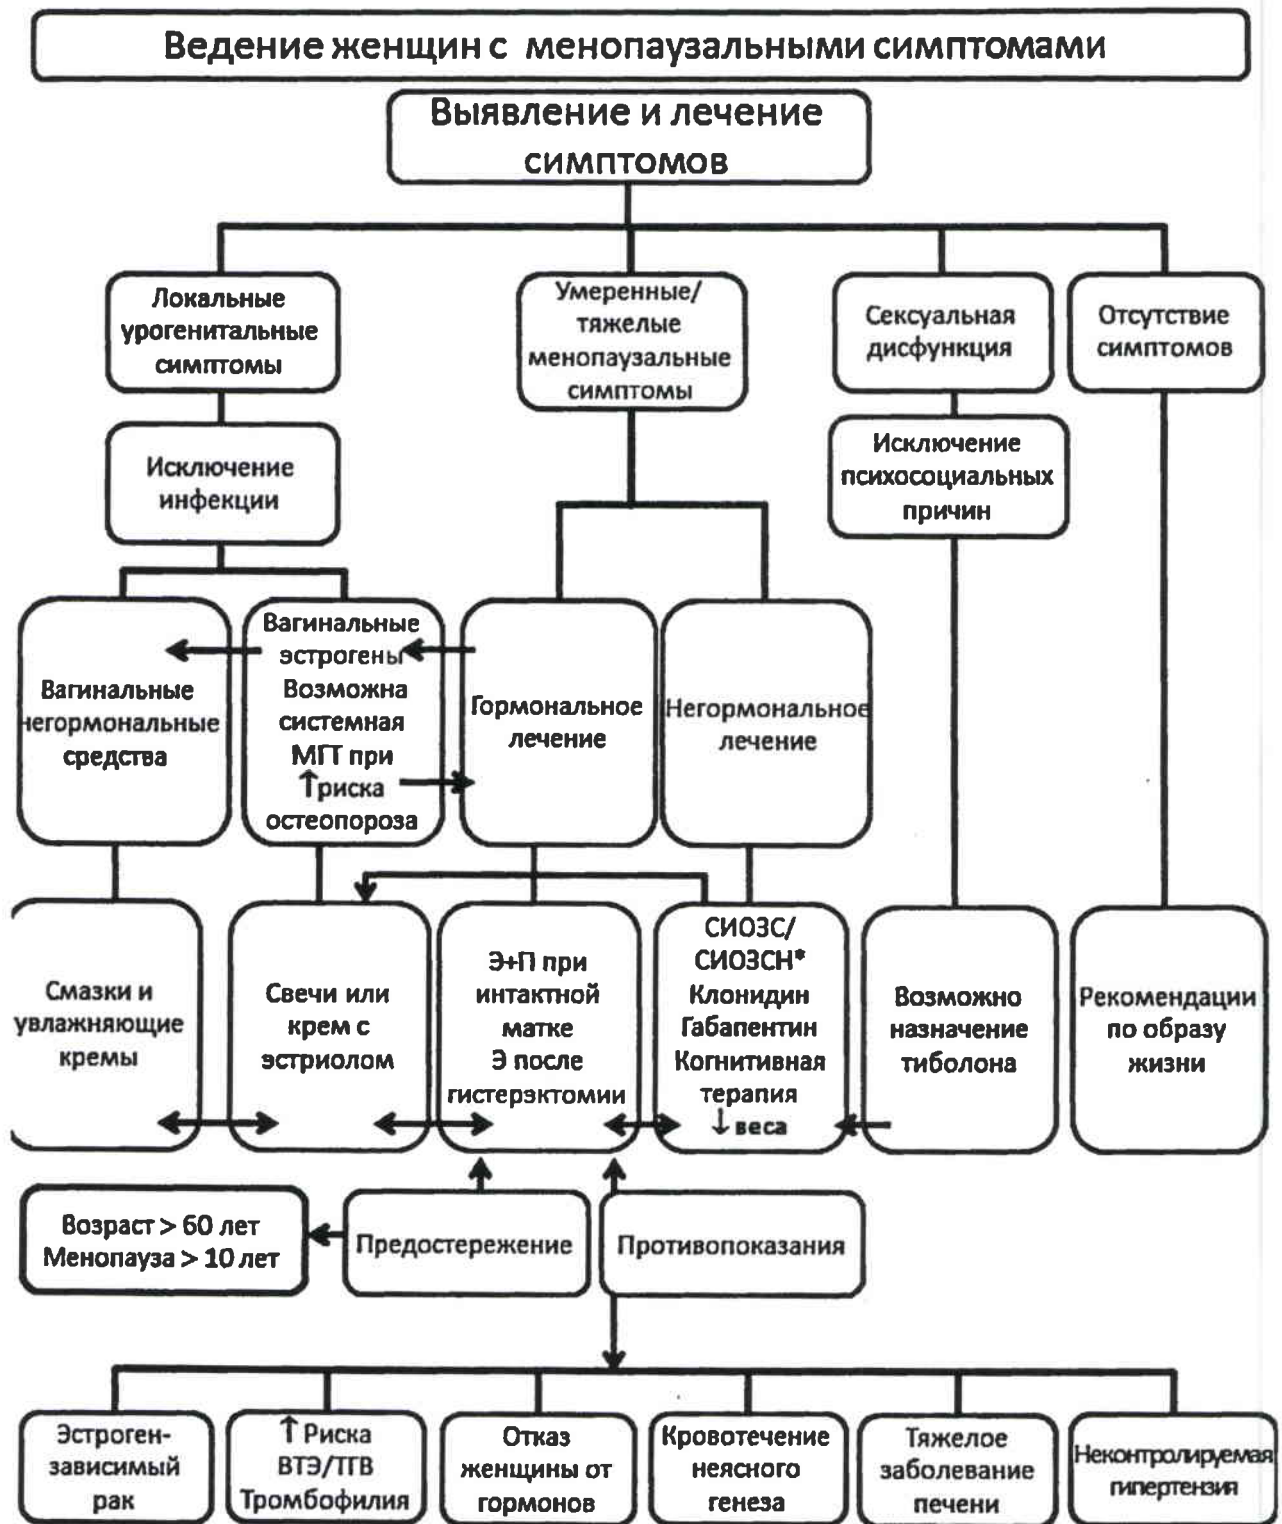 Ведение женщин с менопаузальными симптомами
Выявление и лечение
симптомов
Локальные
урогенитальные
симптомы
Умеренные/
тяжелые
менопаузальные
симптомы
Сексуальная
дисфункция
Отсутствие
симптомов
Исключение
инфекции
Исключение
психосоциальных
причин
Вагинальные
негормональные
средства
Вагинальные
эстрогены
Возможна
системная
МГТ при
↑риска
остеопороза
Гормональное
лечение
Негормональное
лечение
Смазки и
увлажняющие
кремы
Свечи или
крем с
эстриолом
Э+П при
интактной
матке
Э после
гистерэктомии
СИОЗС/
СИОЗСН*
Клонидин
Габапентин
Когнитивная
терапия
↓веса
Возможно
назначение
тиболона
Рекомендации
по образу
жизни
Возраст > 60 лет
Менопауза > 10 лет
Предостережение
Противопоказания
Эстроген-
зависимый
рак
↑ Риска
ВТЭ/ТГВ
Тромбофилия
Отказ
женщины от
гормонов
Кровотечение
неясного
генеза
Тяжелое
заболевание
печени
Неконтролируемая
гипертензия